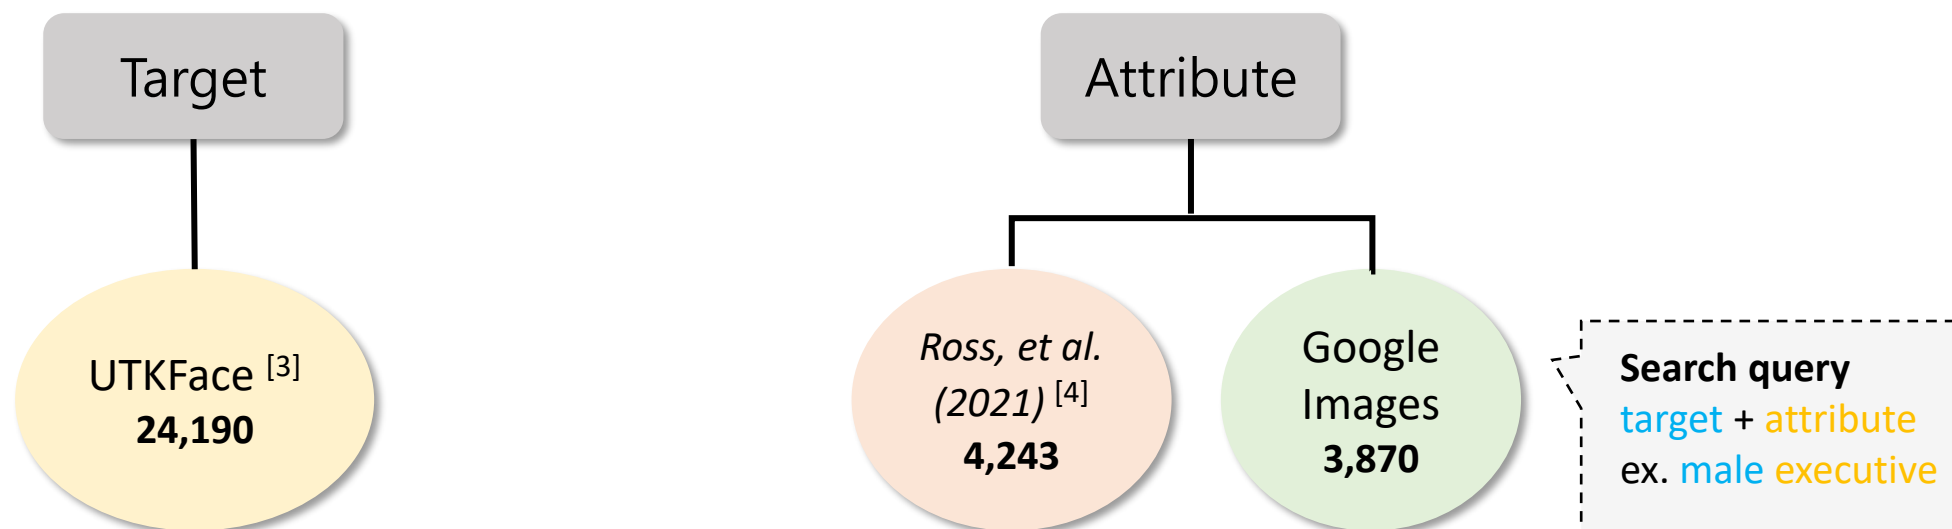 Target
Attribute
UTKFace [3]
24,190
Ross, et al.
(2021) [4]
4,243
Google
Images
3,870
Search query
target + attribute
ex. male executive